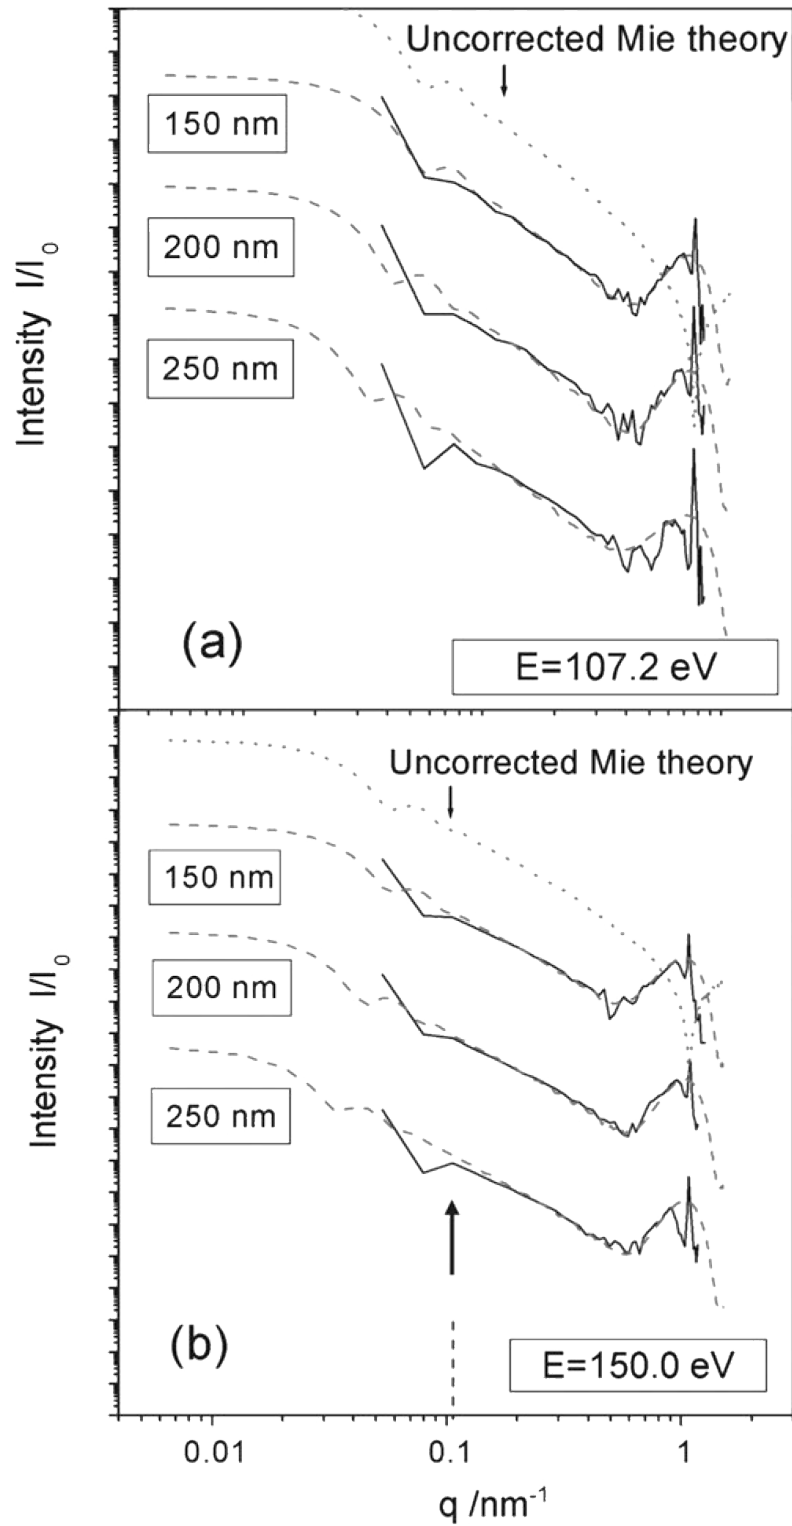 Uncorrected Mie theory
150 nm
200 nm
250 nm
Intensity I/I₀
(a)
E=107.2 eV
Uncorrected Mie theory
150 nm
200 nm
250 nm
Intensity I/I₀
(b)
E=150.0 eV
0.01 0.1 1
q /nm⁻¹